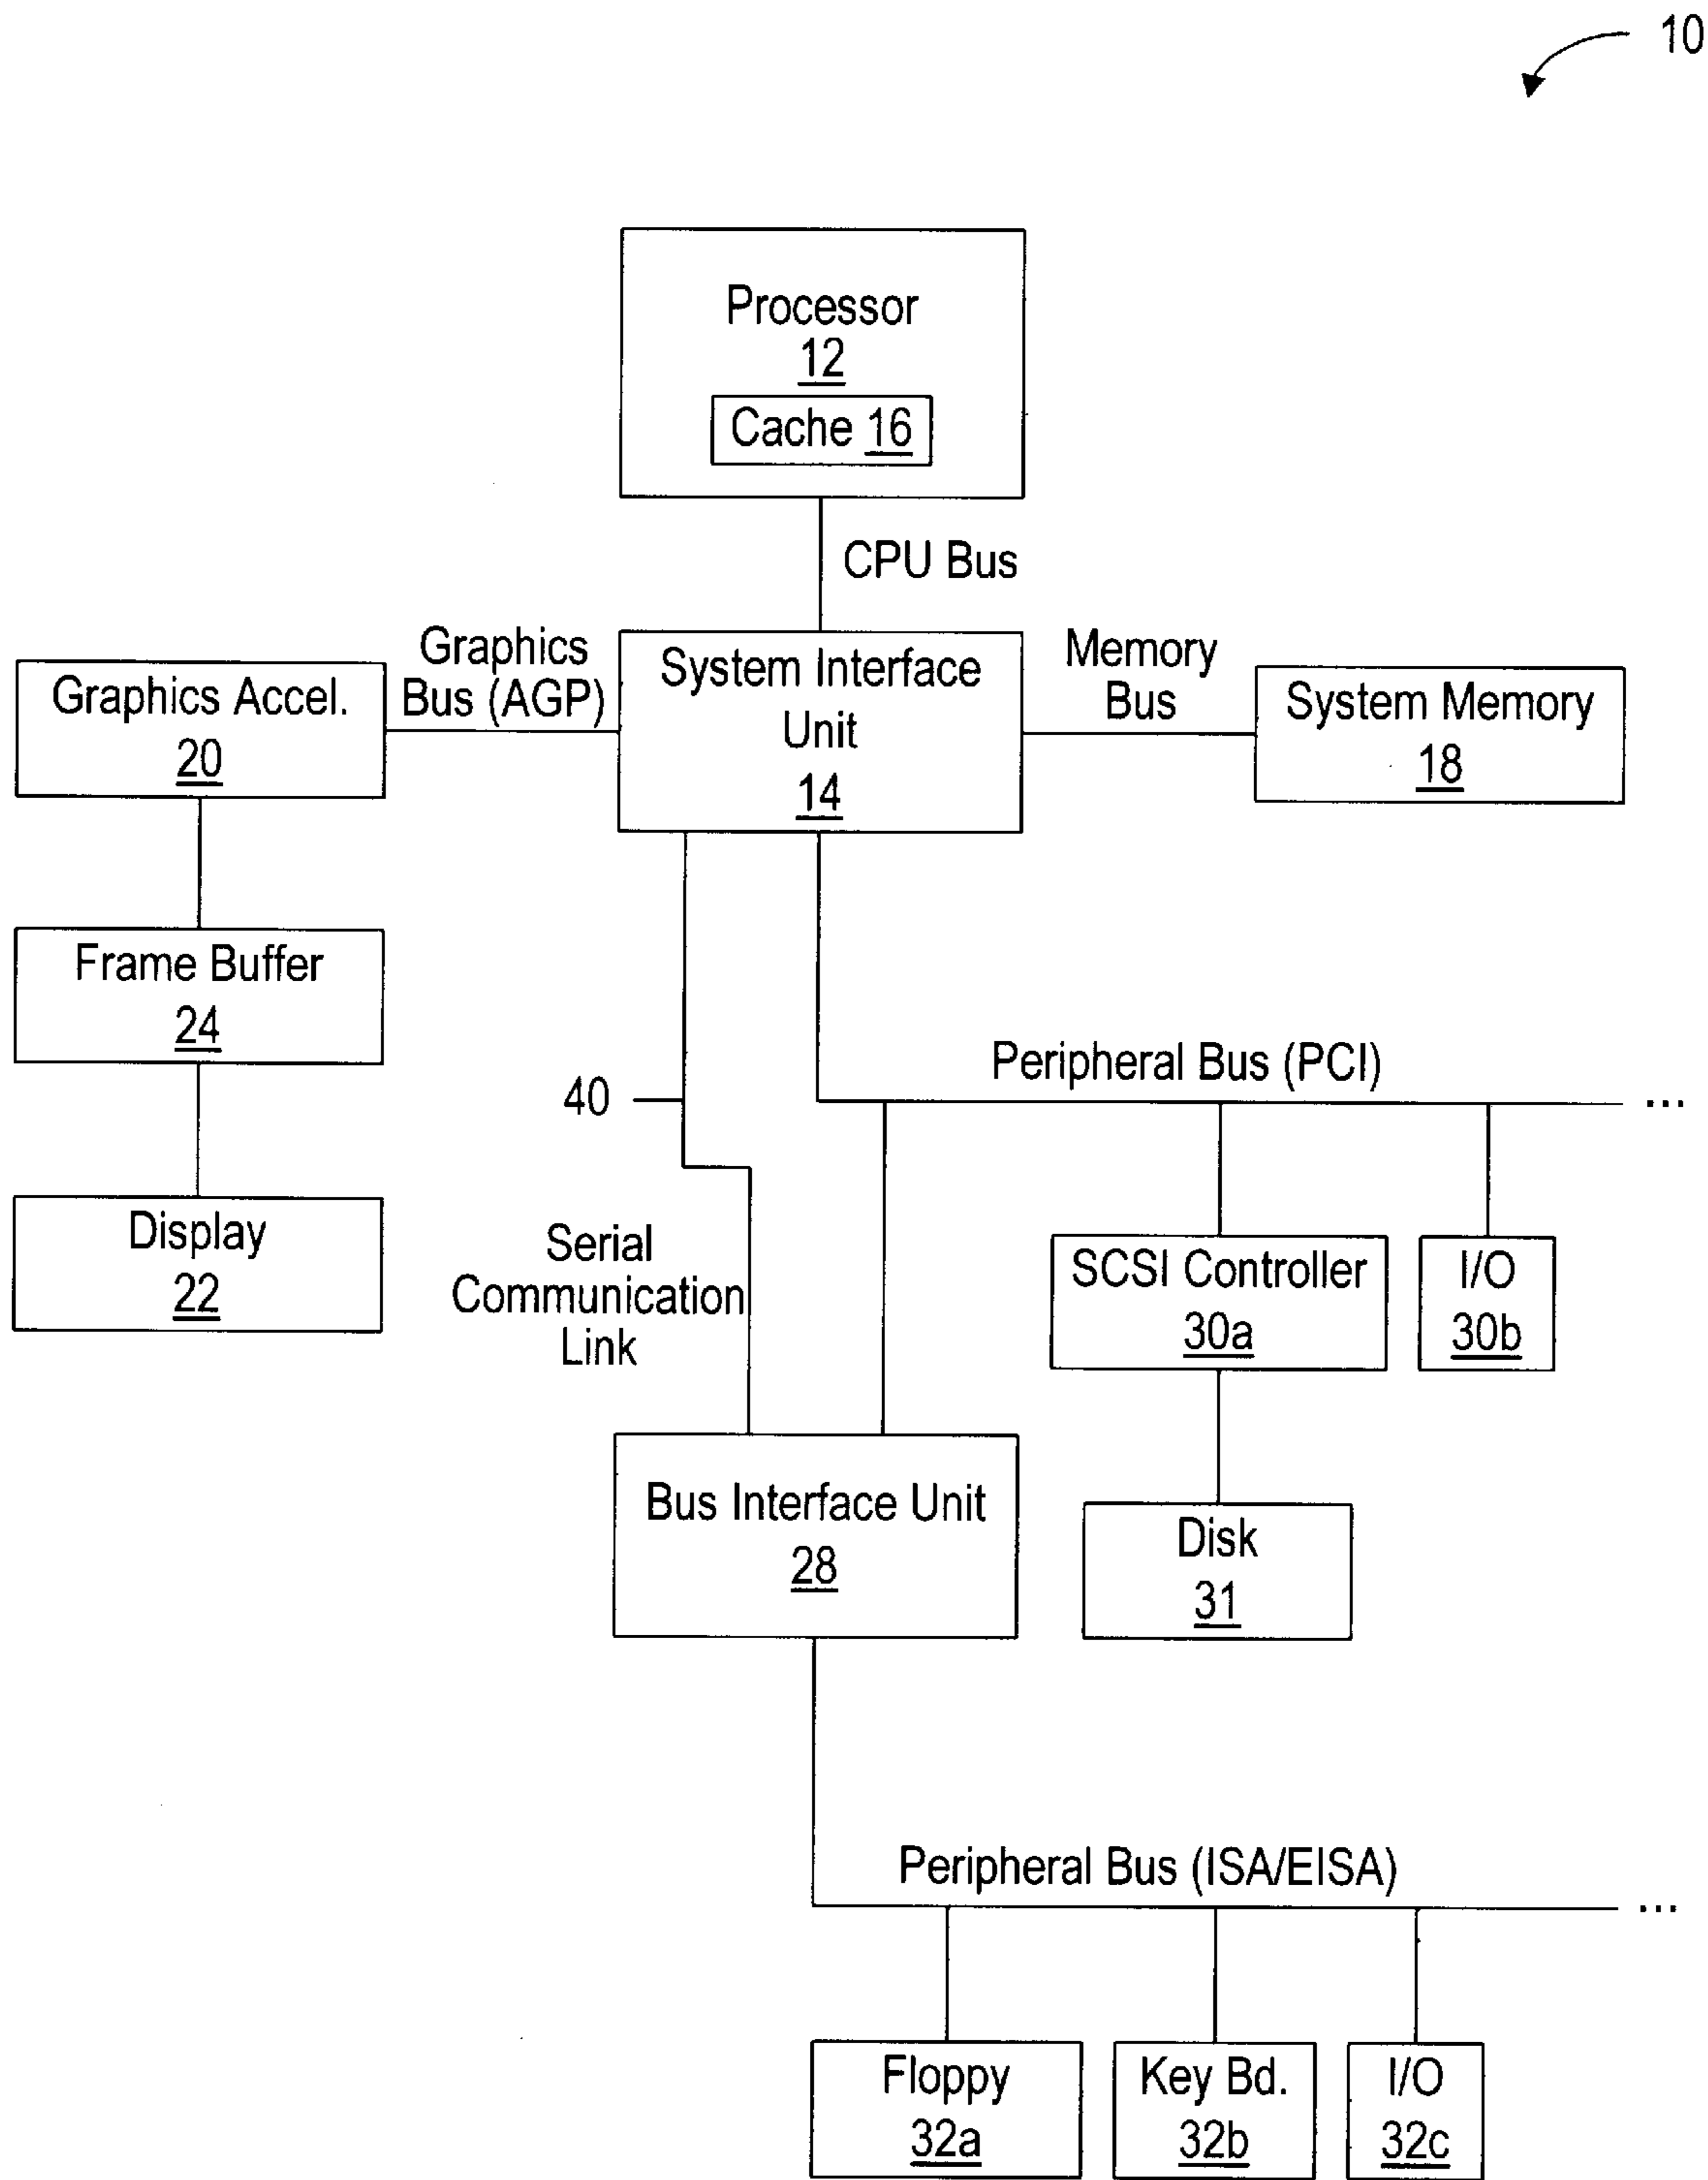 10
Processor
12
Cache 16
CPU Bus
Graphics
Bus (AGP)
System Interface
Unit
14
Memory
Bus
Graphics Accel.
20
System Memory
18
Frame Buffer
24
Peripheral Bus (PCI)
...
40
Display
22
Serial
Communication
Link
SCSI Controller
30a
I/O
30b
Bus Interface Unit
28
Disk
31
Peripheral Bus (ISA/EISA)
...
Floppy
32a
Key Bd.
32b
I/O
32c